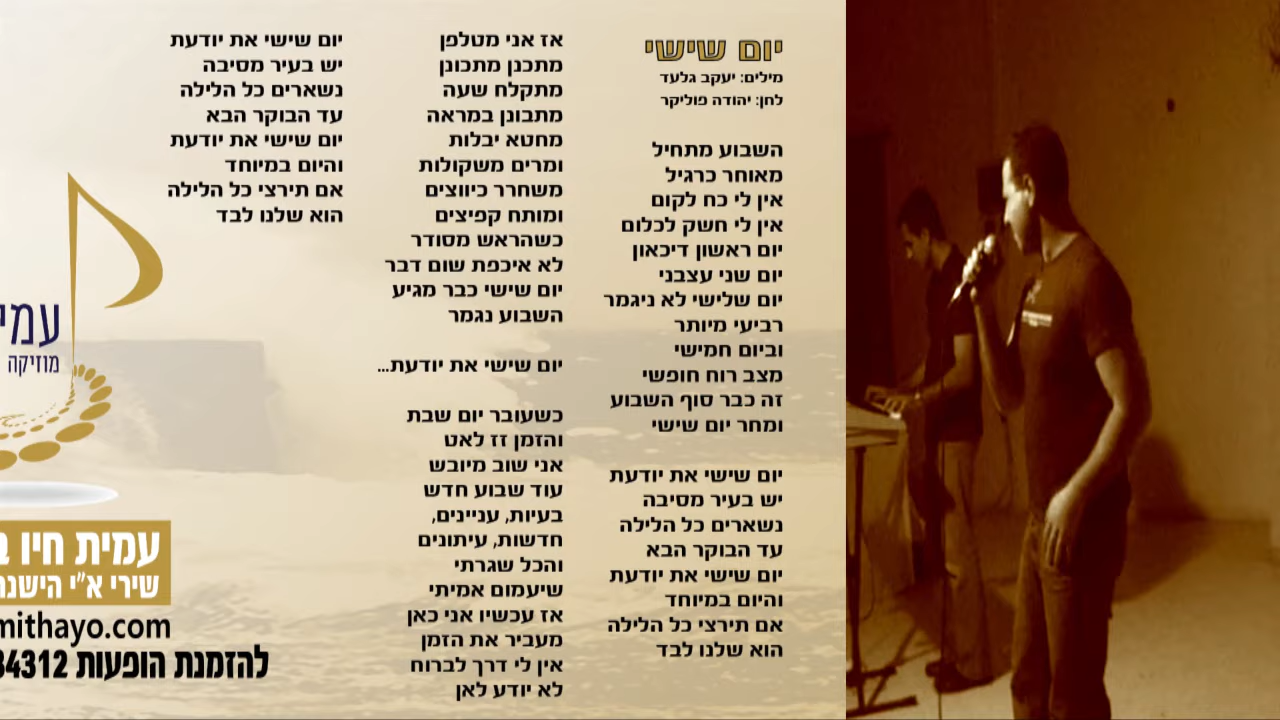 יום שישי
מילים: יעקב גלעד
לחן: יהודה פוליקר
השבוע מתחיל
מאוחר כרגיל
אין לי כח לקום
אין לי חשק לכלום
יום ראשון דיכאון
יום שני עצבני
יום שלישי לא ניגמר
רביעי מיותר
וביום חמישי
מצב רוח חופשי
זה כבר סוף השבוע
ומחר יום שישי
יום שישי את יודעת
יש בעיר מסיבה
נשארים כל הלילה
עד הבוקר הבא
יום שישי את יודעת
והיום במיוחד
אם תירצי כל הלילה
הוא שלנו לבד
אז אני מטלפן
מתכנן מתכונן
מתקלח שעה
מתבונן במראה
מחטא יבלות
ומרים משקולות
משחרר כיווצים
ומותח קפיצים
כשהראש מסודר
לא איכפת שום דבר
יום שישי כבר מגיע
השבוע נגמר
יום שישי את יודעת...
כשעובר יום שבת
והזמן זז לאט
אני שוב מיובש
עוד שבוע חדש
בעיות, עניינים,
חדשות, עיתונים
והכל שגרתי
שיעמום אמיתי
אז עכשיו אני כאן
מעביר את הזמן
אין לי דרך לברוח
לא יודע לאן
יום שישי את יודעת
יש בעיר מסיבה
נשארים כל הלילה
עד הבוקר הבא
יום שישי את יודעת
והיום במיוחד
אם תירצי כל הלילה
הוא שלנו לבד
עמי
מוזיקה
עמית חיו
שירי א"י הישנה
mithayo.com
להזמנת הופעות 34312